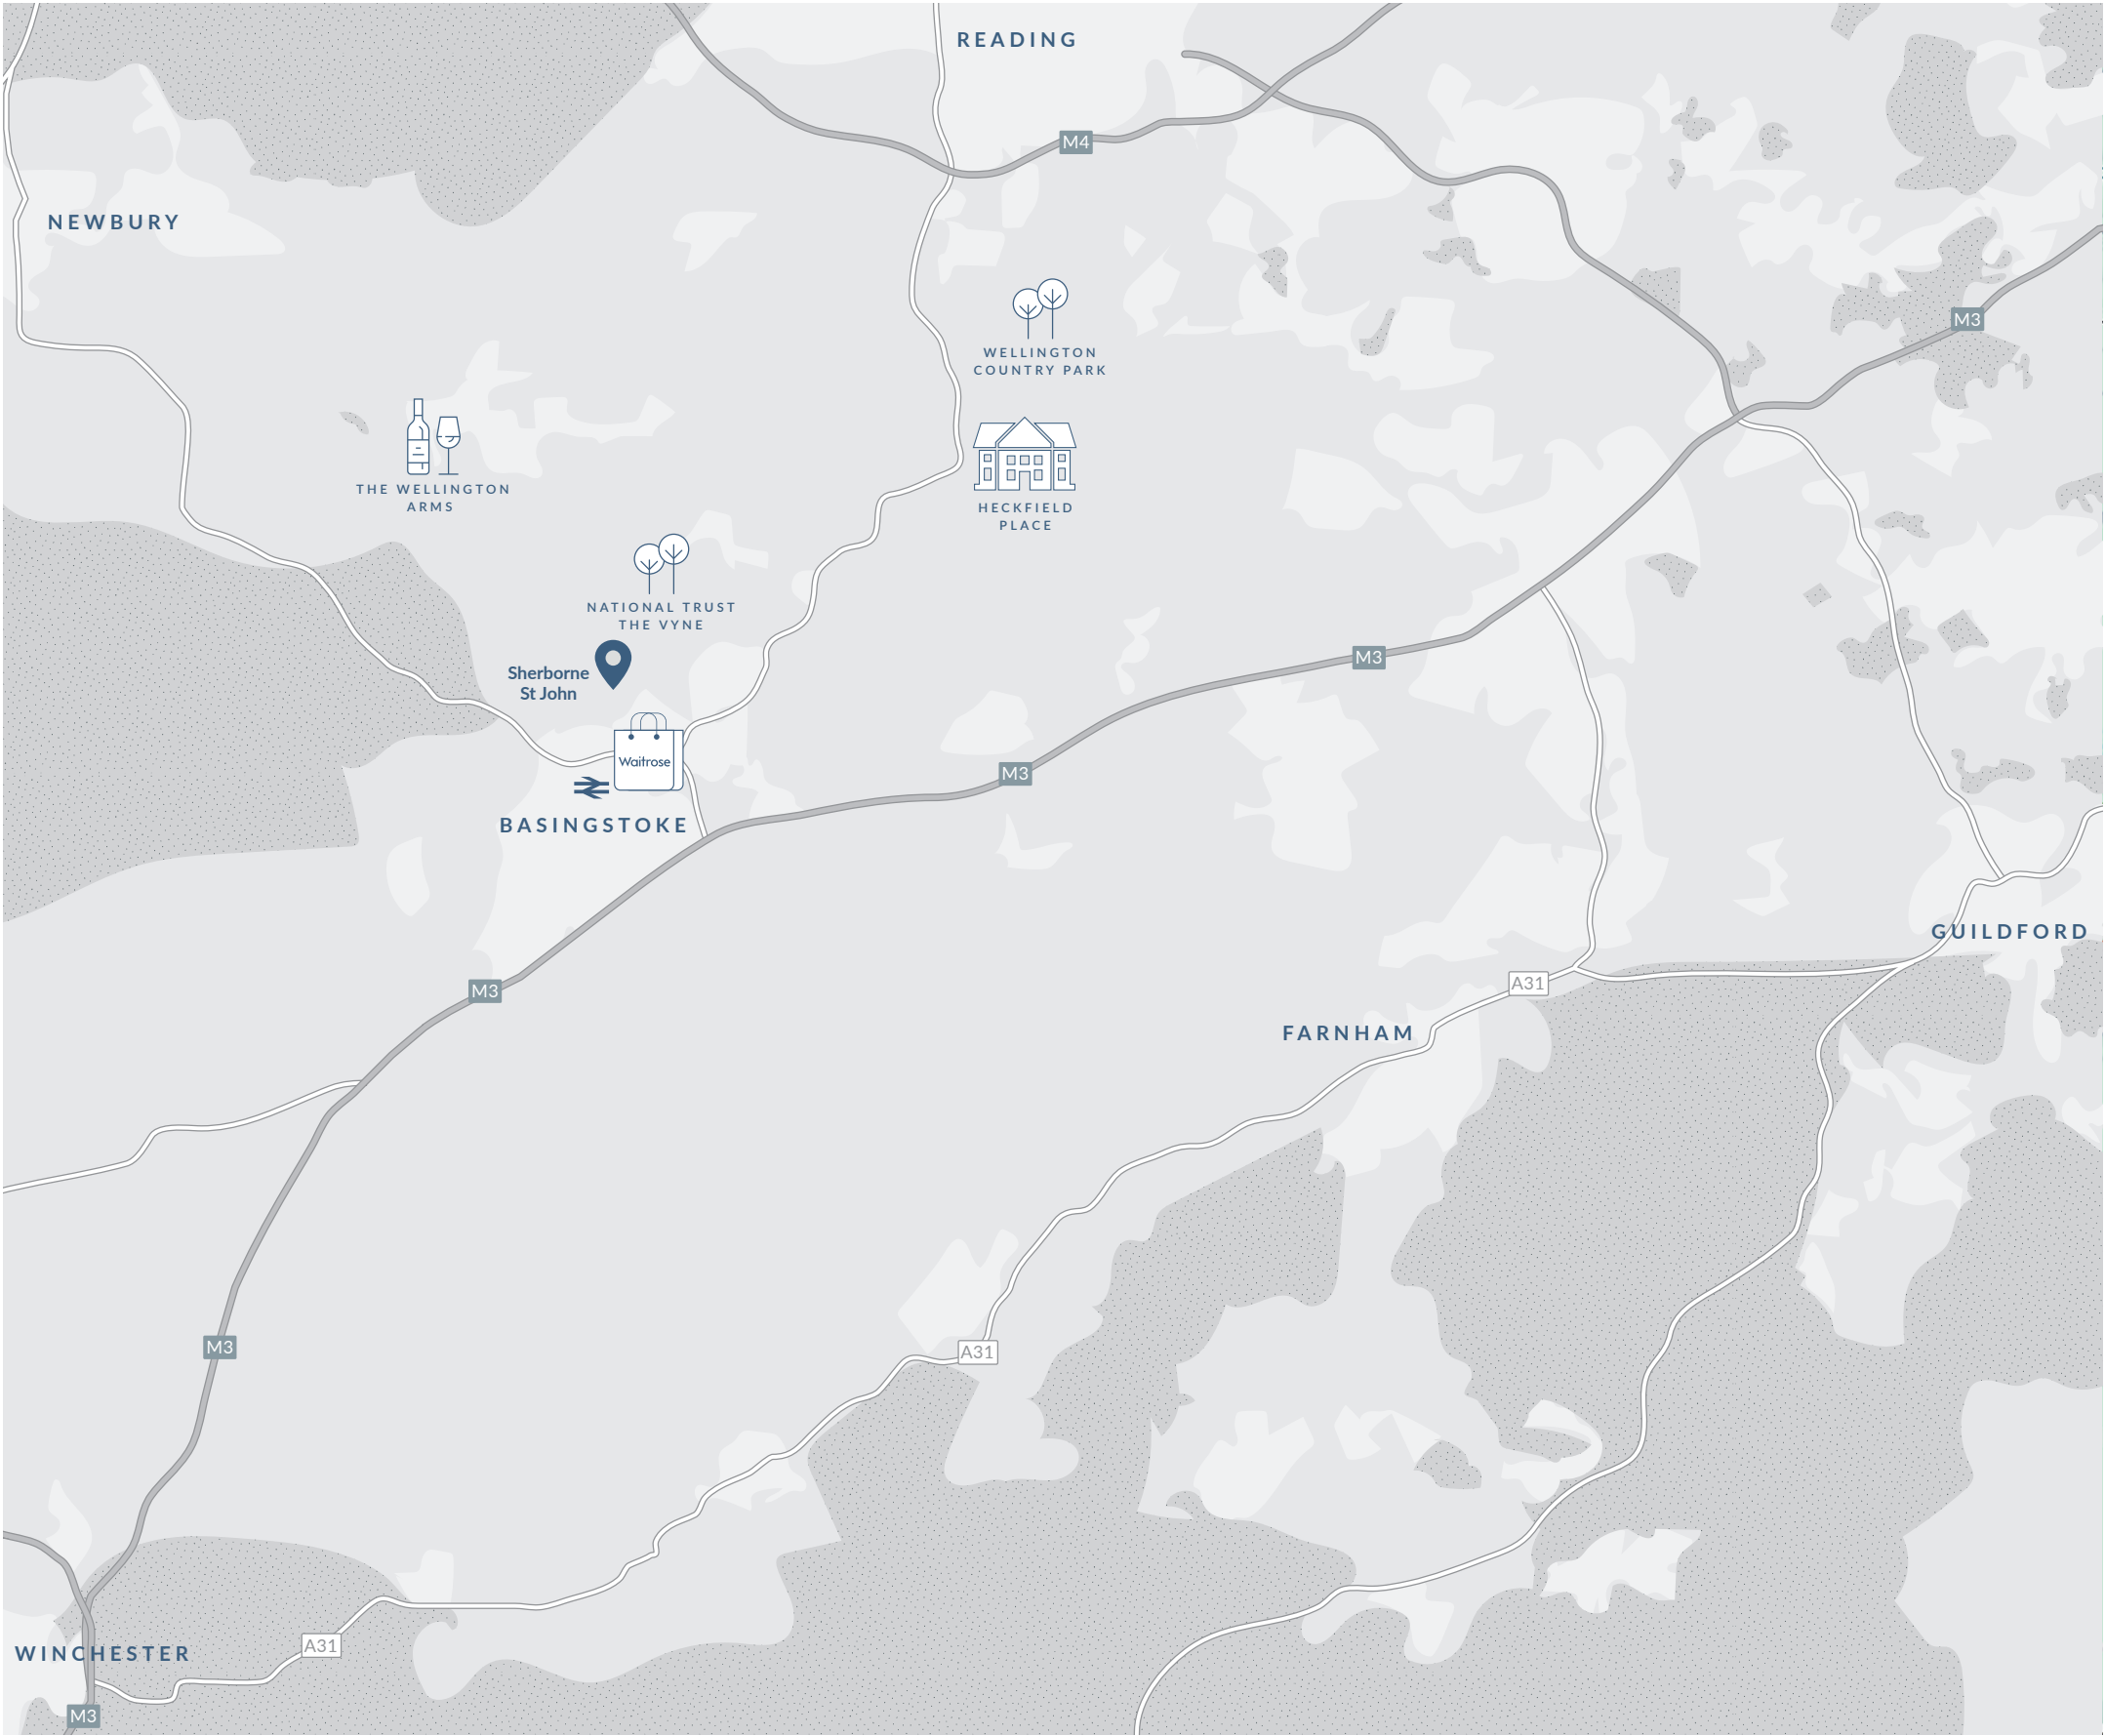 READING
M4
NEWBURY
M3
WELLINGTON
COUNTRY PARK
THE WELLINGTON
ARMS
HECKFIELD
PLACE
NATIONAL TRUST
THE VYNE
Sherborne
St John
M3
Waitrose
M3
BASINGSTOKE
GUILDFORD
M3
A31
FARNHAM
M3
A31
A31
WINCHESTER
M3